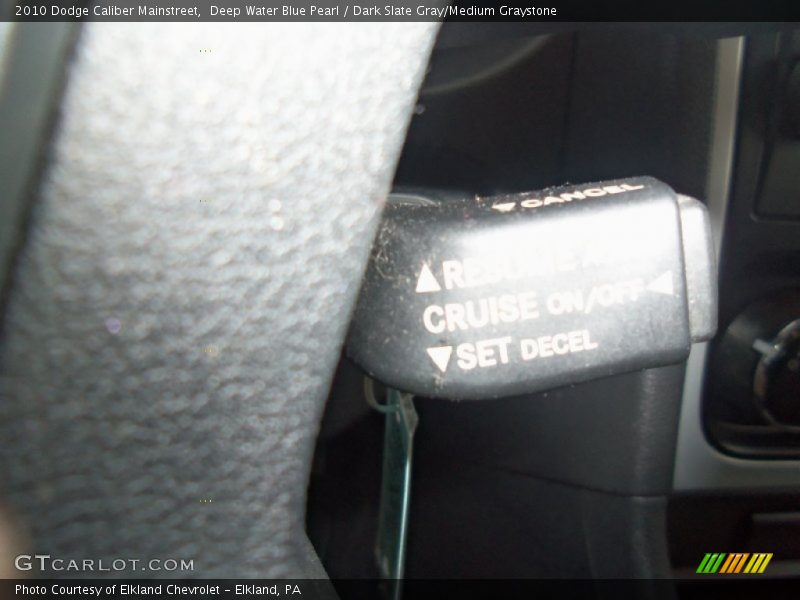 2010 Dodge Caliber Mainstreet, Deep Water Blue Pearl / Dark Slate Gray/Medium Graystone
▼CANCEL
▲RESUME
CRUISE ON/OFF◀
▼SET DECEL
GTCARLOT.COM
Photo Courtesy of Elkland Chevrolet - Elkland, PA